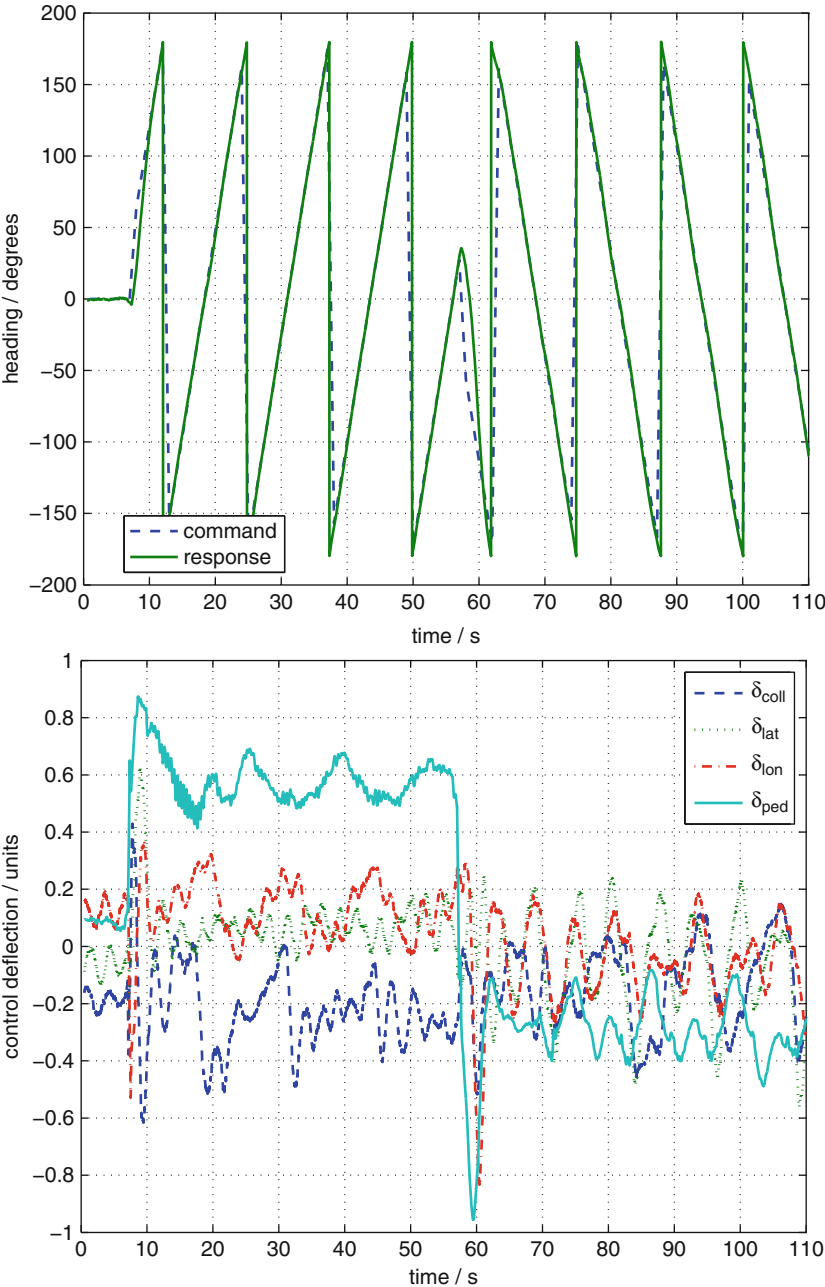 200
150
100
50
0
−50
−100
−150
−200
heading / degrees
command
response
0 10 20 30 40 50 60 70 80 90 100 110
time / s
1
0.8
0.6
0.4
0.2
0
−0.2
−0.4
−0.6
−0.8
−1
control deflection / units
δcoll
δlat
δlon
δped
0 10 20 30 40 50 60 70 80 90 100 110
time / s